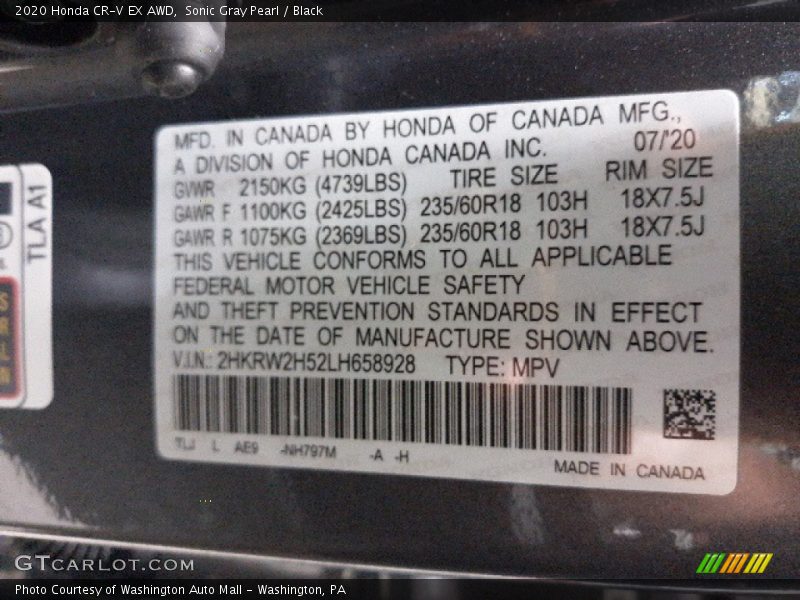 2020 Honda CR-V EX AWD, Sonic Gray Pearl / Black
MFD. IN CANADA BY HONDA OF CANADA MFG.,
A DIVISION OF HONDA CANADA INC. 07/'20
GVWR 2150KG (4739LBS) TIRE SIZE RIM SIZE
GAWR F 1100KG (2425LBS) 235/60R18 103H 18X7.5J
GAWR R 1075KG (2369LBS) 235/60R18 103H 18X7.5J
THIS VEHICLE CONFORMS TO ALL APPLICABLE
FEDERAL MOTOR VEHICLE SAFETY
AND THEFT PREVENTION STANDARDS IN EFFECT
ON THE DATE OF MANUFACTURE SHOWN ABOVE.
V.I.N.: 2HKRW2H52LH658928 TYPE: MPV
TLJ L AE9 -NH797M -A -H
MADE IN CANADA
TLA A1
GTCARLOT.COM
Photo Courtesy of Washington Auto Mall - Washington, PA